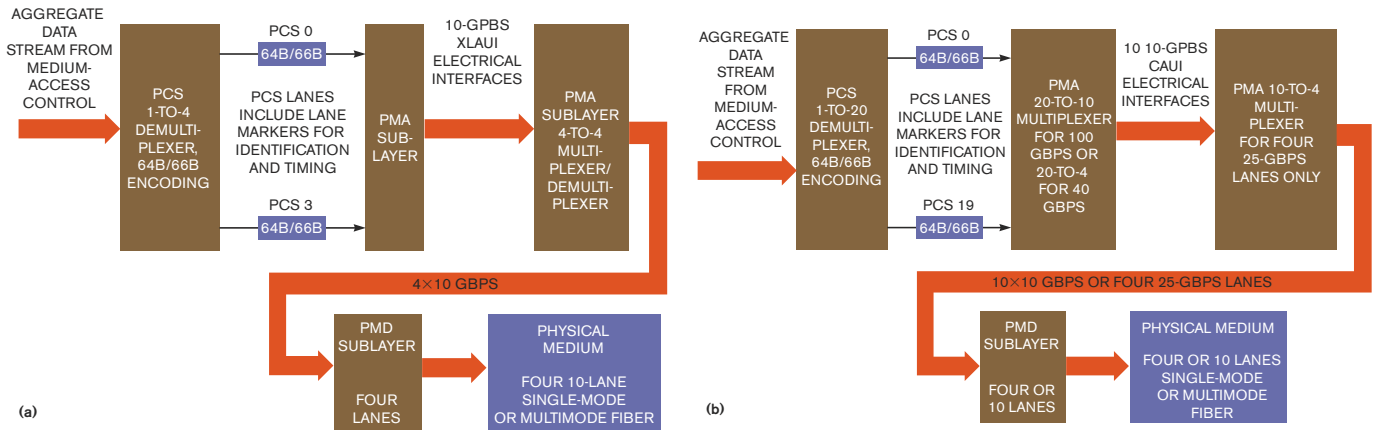 AGGREGATE
DATA
STREAM FROM
MEDIUM-
ACCESS
CONTROL
PCS
1-TO-4
DEMULTI-
PLEXER,
64B/66B
ENCODING
PCS 0
64B/66B
PCS LANES
INCLUDE LANE
MARKERS FOR
IDENTIFICATION
AND TIMING
PCS 3
64B/66B
PMA
SUB-
LAYER
10-GPBS
XLAUI
ELECTRICAL
INTERFACES
PMA
SUBLAYER
4-TO-4
MULTI-
PLEXER/
DEMULTI-
PLEXER
4×10 GBPS
PMD
SUBLAYER
FOUR
LANES
PHYSICAL
MEDIUM
FOUR 10-LANE
SINGLE-MODE
OR MULTIMODE FIBER
(a)
AGGREGATE
DATA
STREAM
FROM
MEDIUM-
ACCESS
CONTROL
PCS
1-TO-20
DEMULTI-
PLEXER,
64B/66B
ENCODING
PCS 0
64B/66B
PCS LANES
INCLUDE LANE
MARKERS FOR
IDENTIFICATION
AND TIMING
PCS 19
64B/66B
PMA
20-TO-10
MULTIPLEXER
FOR 100
GBPS OR
20-TO-4
FOR 40
GBPS
10 10-GPBS
CAUI
ELECTRICAL
INTERFACES
PMA 10-TO-4
MULTI-
PLEXER
FOR FOUR
25-GBPS
LANES ONLY
10×10 GBPS OR FOUR 25-GBPS LANES
PMD
SUBLAYER
FOUR OR
10 LANES
PHYSICAL MEDIUM
FOUR OR 10 LANES
SINGLE-MODE
OR MULTIMODE
FIBER
(b)